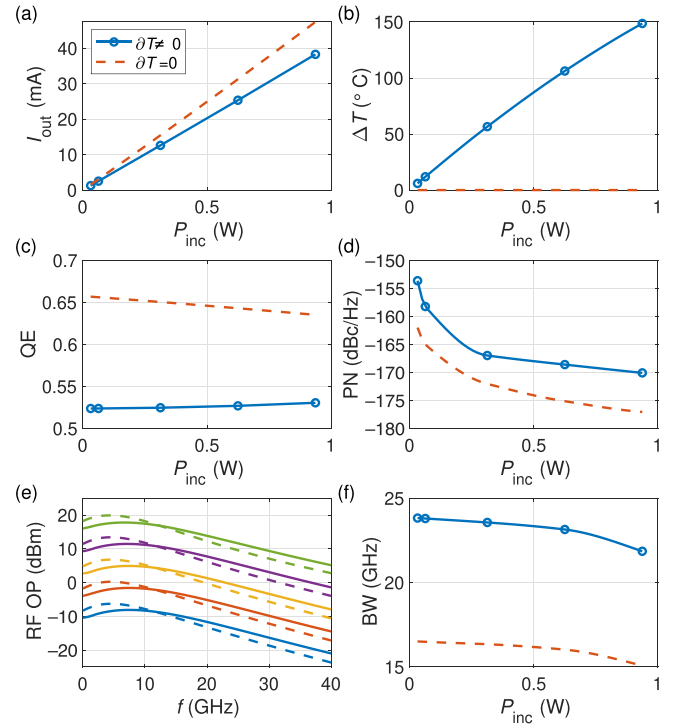 (a)
40
30
20
10
0
I_out (mA)
∂T≠ 0
∂T=0
0
0.5
1
P_inc (W)
(b)
150
100
50
0
Δ T (° C)
0
0.5
1
P_inc (W)
(c)
0.7
0.65
0.6
0.55
0.5
QE
0
0.5
1
P_inc (W)
(d)
−150
−155
−160
−165
−170
−175
−180
PN (dBc/Hz)
0
0.5
1
P_inc (W)
(e)
20
10
0
−10
−20
RF OP (dBm)
0
10
20
30
40
f (GHz)
(f)
25
20
15
BW (GHz)
0
0.5
1
P_inc (W)